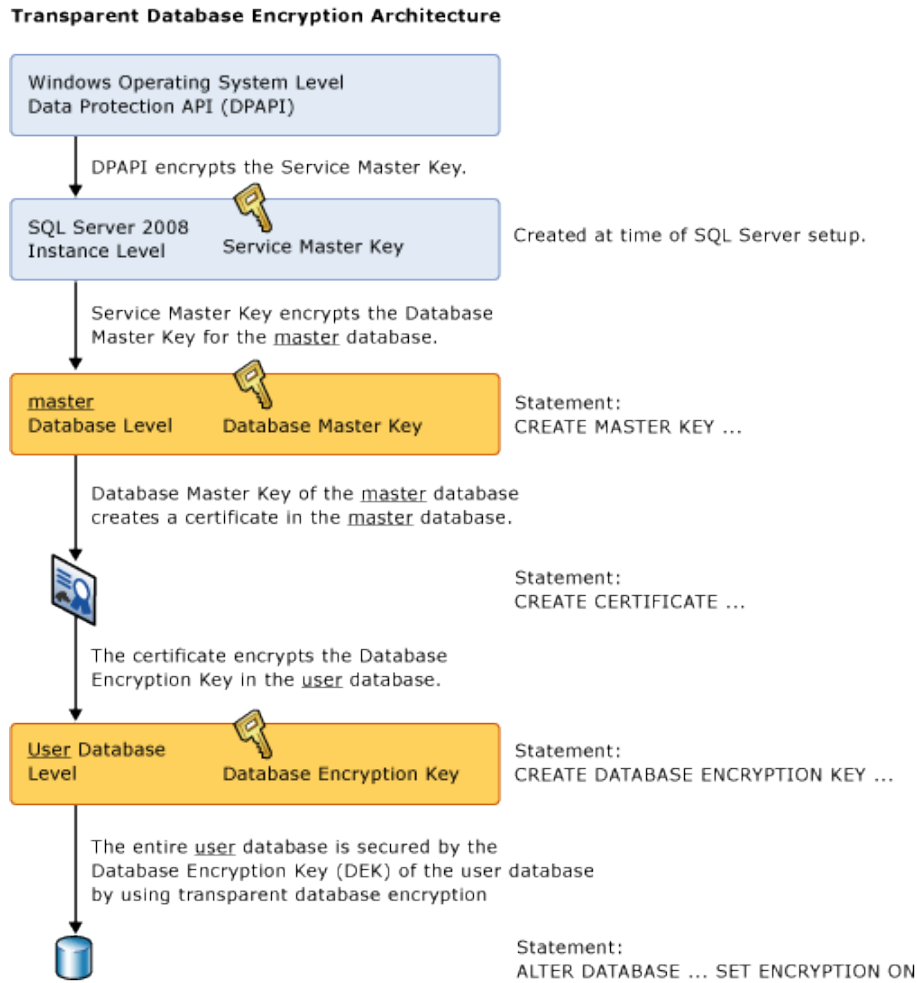 Transparent Database Encryption Architecture
Windows Operating System Level
Data Protection API (DPAPI)
DPAPI encrypts the Service Master Key.
SQL Server 2008
Instance Level
Service Master Key
Created at time of SQL Server setup.
Service Master Key encrypts the Database
Master Key for the master database.
master
Database Level
Database Master Key
Statement:
CREATE MASTER KEY ...
Database Master Key of the master database
creates a certificate in the master database.
Statement:
CREATE CERTIFICATE ...
The certificate encrypts the Database
Encryption Key in the user database.
User Database
Level
Database Encryption Key
Statement:
CREATE DATABASE ENCRYPTION KEY ...
The entire user database is secured by the
Database Encryption Key (DEK) of the user database
by using transparent database encryption
Statement:
ALTER DATABASE ... SET ENCRYPTION ON